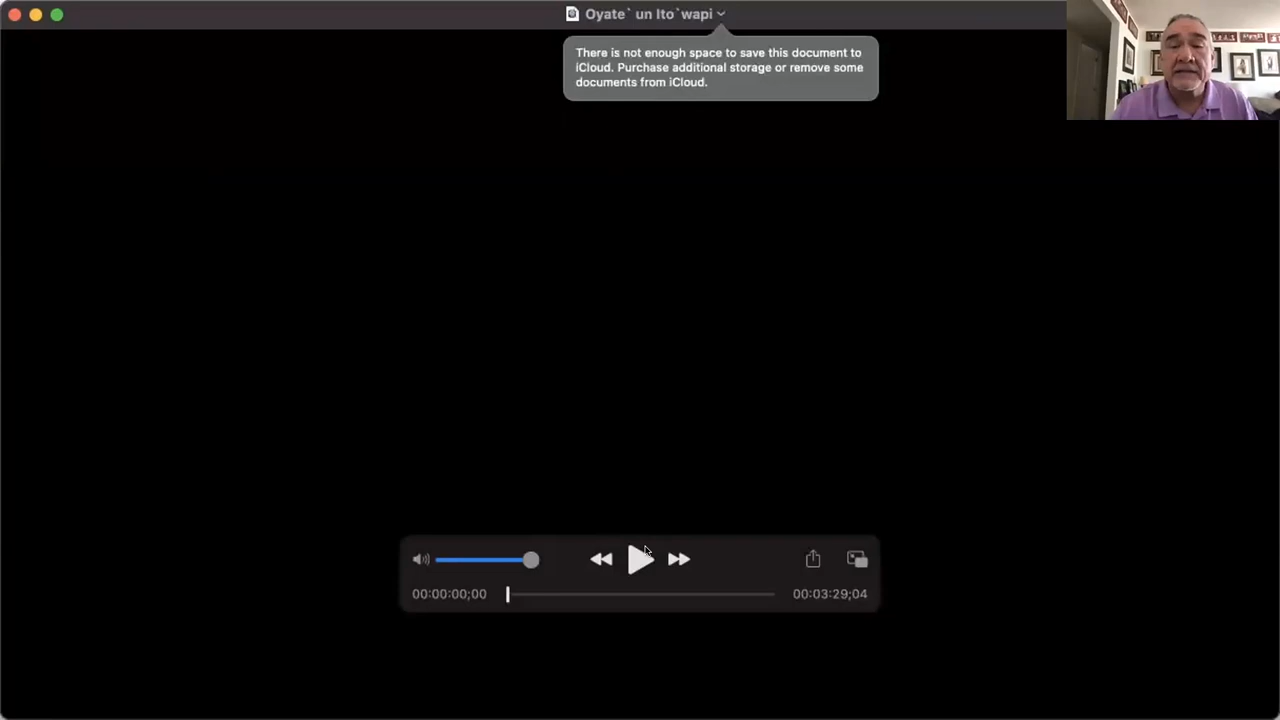 Oyate` un Ito`wapi
There is not enough space to save this document to
iCloud. Purchase additional storage or remove some
documents from iCloud.
00:00:00;00
00:03:29;04